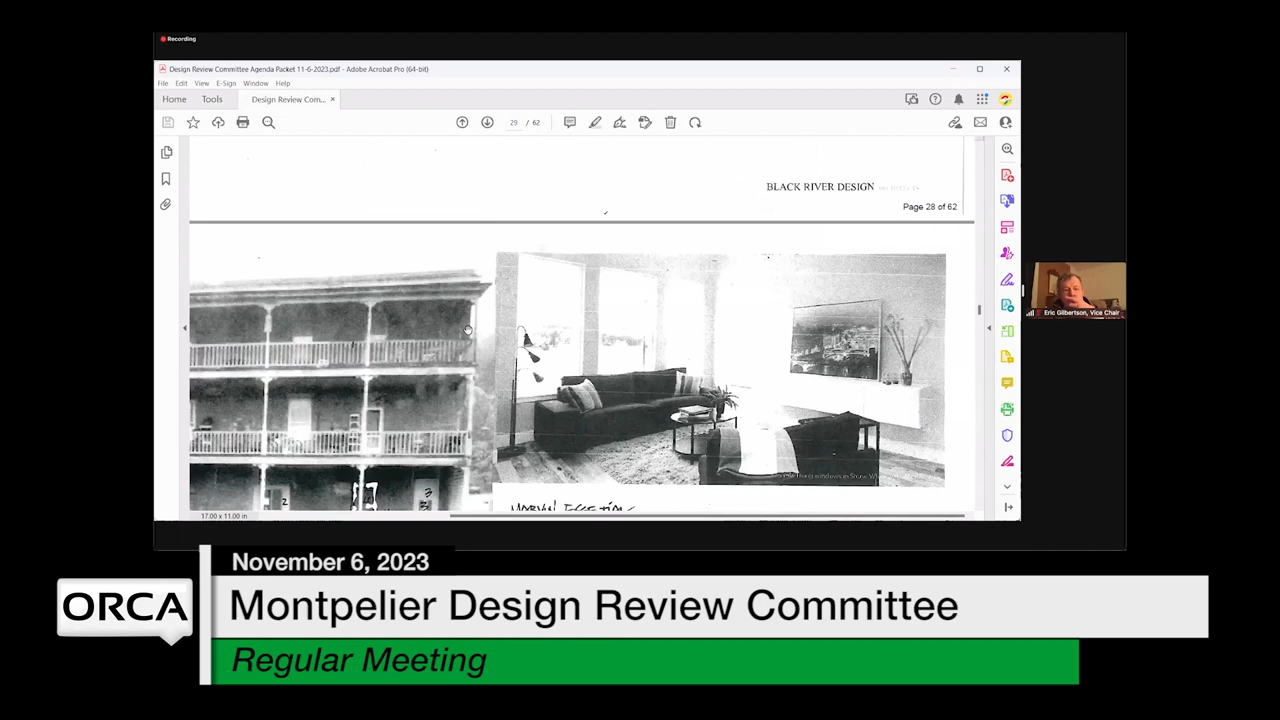 Recording
Design Review Committee Agenda Packet 11-6-2023.pdf - Adobe Acrobat Pro (64-bit)
File Edit View E-Sign Window Help
Home Tools Design Review Com... ×
29 / 62
BLACK RIVER DESIGN
Page 28 of 62
Eric Gilbertson, Vice Chair
17.00 x 11.00 in
November 6, 2023
ORCA
Montpelier Design Review Committee
Regular Meeting